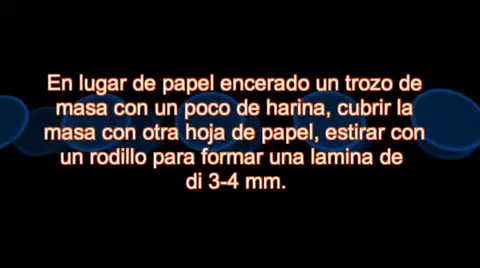 En lugar de papel encerado un trozo de
masa con un poco de harina, cubrir la
masa con otra hoja de papel, estirar con
un rodillo para formar una lamina de
di 3-4 mm.